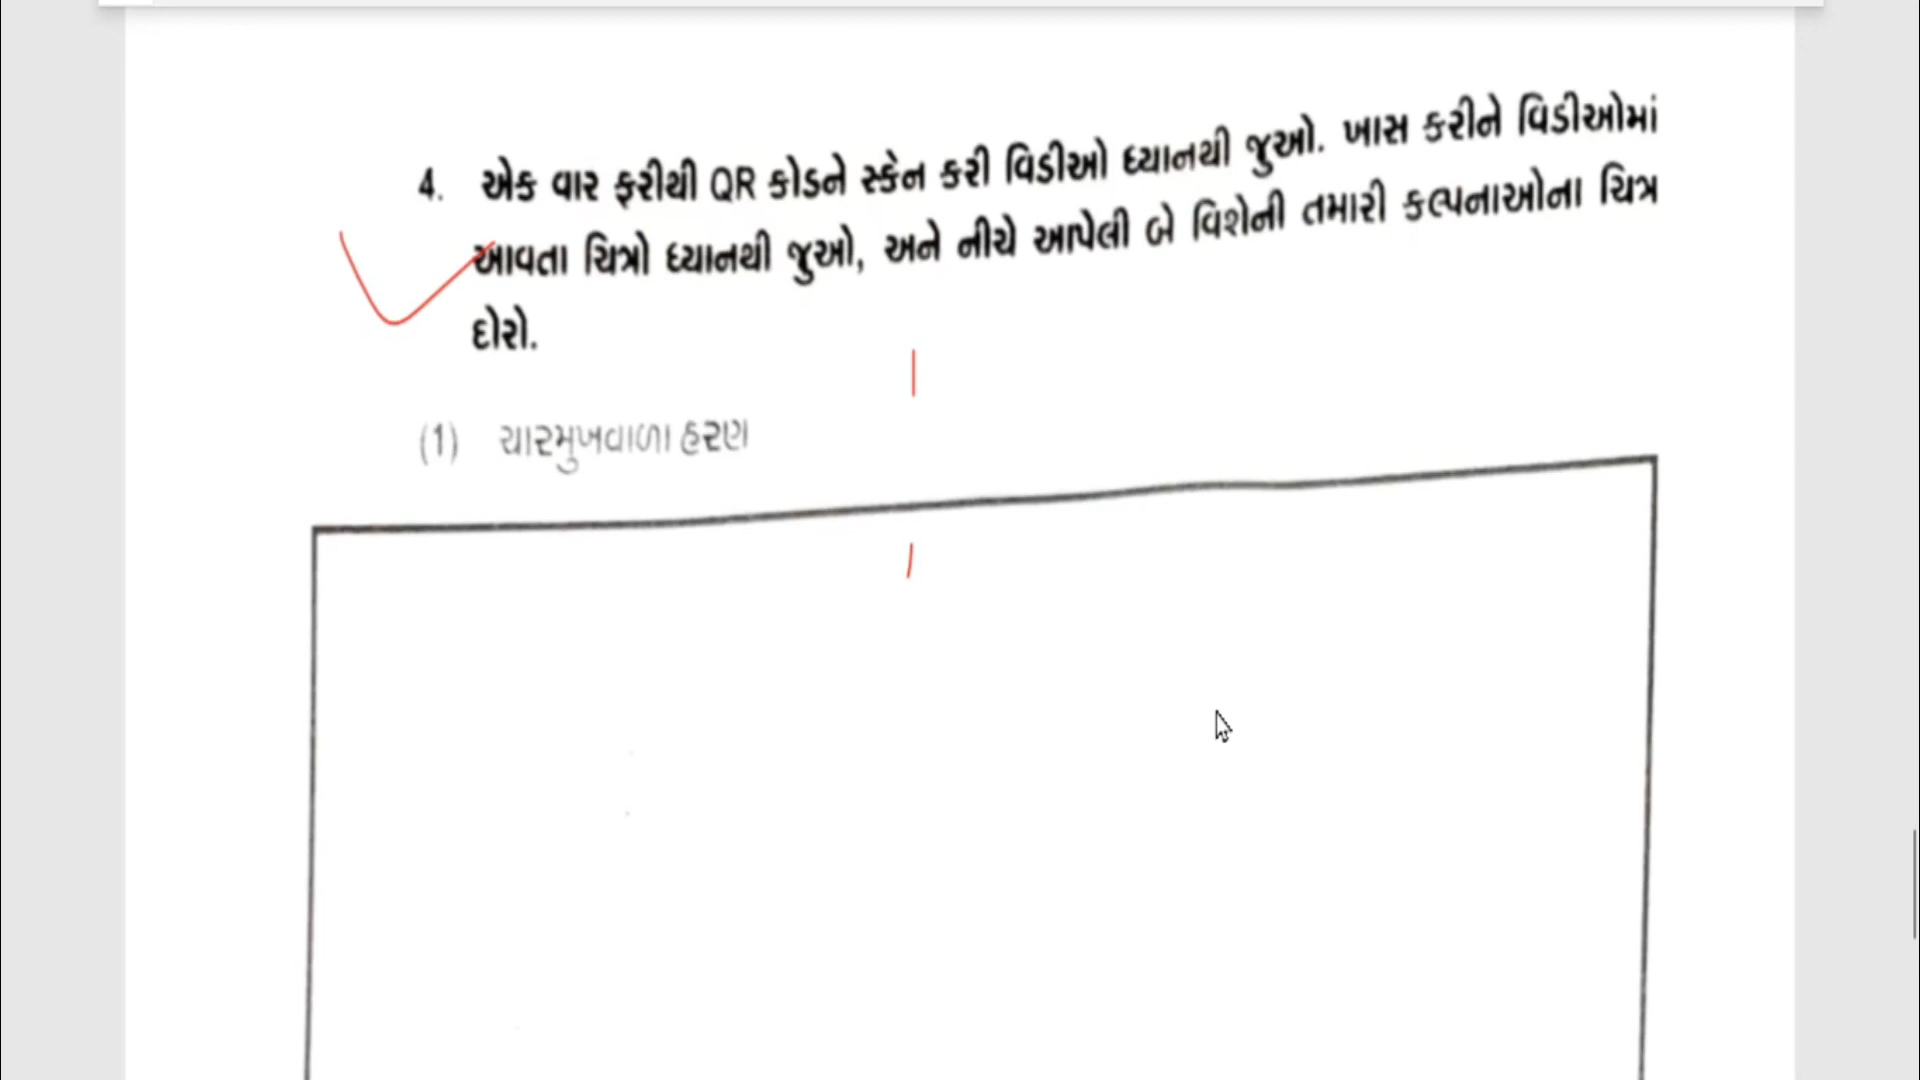 4. એક વાર ફરીથી QR કોડને સ્કેન કરી વિડીઓ ધ્યાનથી જુઓ. ખાસ કરીને વિડીઓમાં
આવતા ચિત્રો ધ્યાનથી જુઓ, અને નીચે આપેલી બે વિશેની તમારી કલ્પનાઓના ચિત્ર
દોરો.
(1) ચારમુખવાળા હરણ